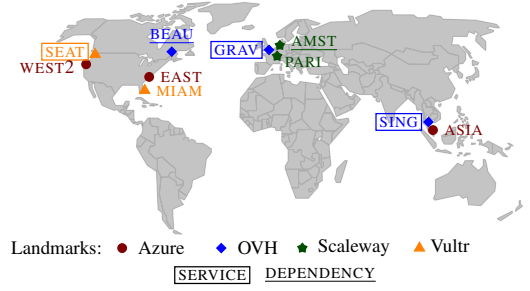 BEAU
AMST
SEAT
GRAV
WEST2
PARI
EAST
MIAM
SING
ASIA
Landmarks: Azure OVH Scaleway Vultr
SERVICE DEPENDENCY